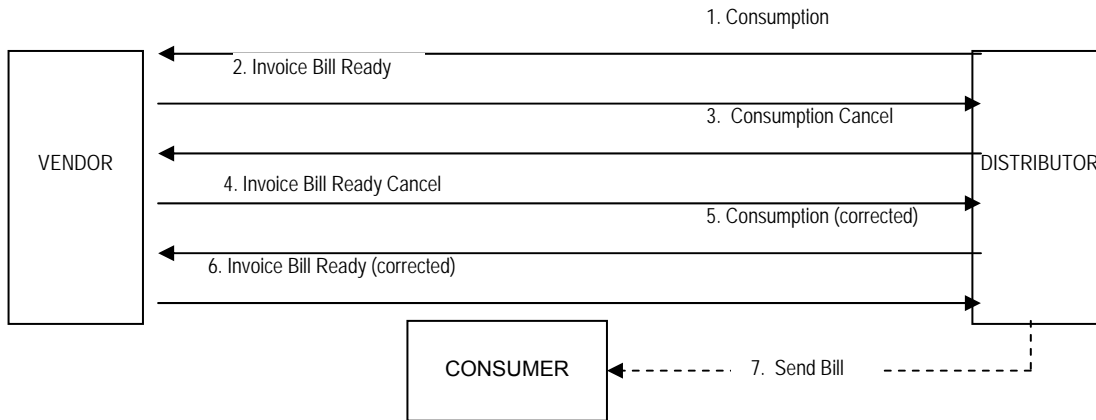 1. Consumption
2. Invoice Bill Ready
3. Consumption Cancel
VENDOR
DISTRIBUTOR
4. Invoice Bill Ready Cancel
5. Consumption (corrected)
6. Invoice Bill Ready (corrected)
CONSUMER
7. Send Bill